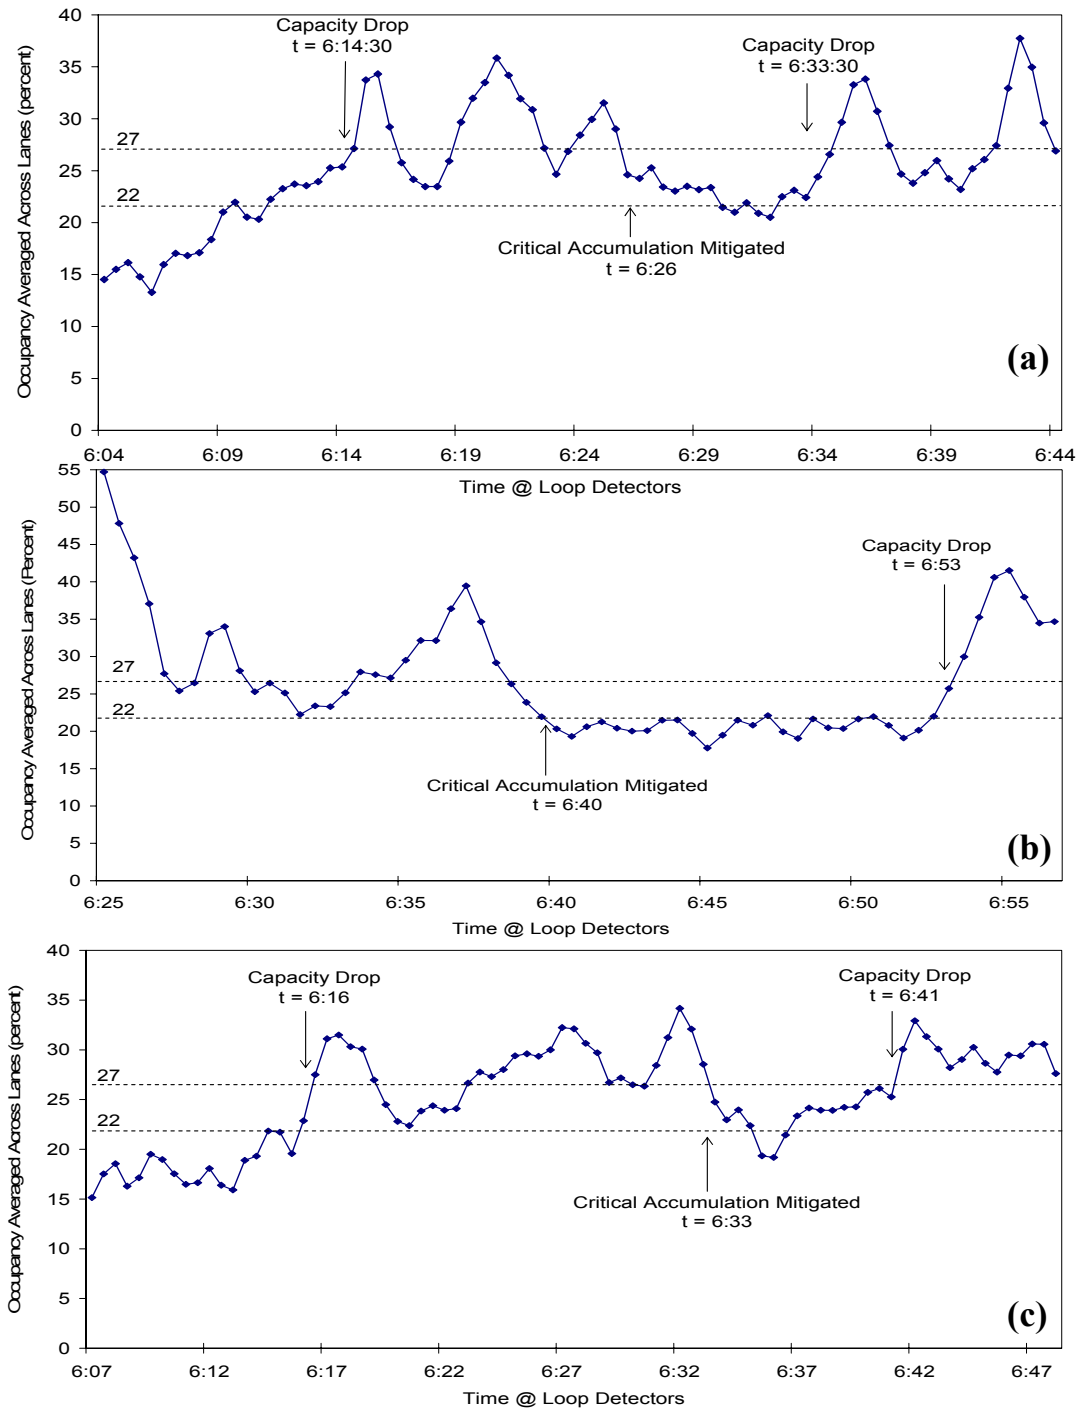 Occupancy Averaged Across Lanes (percent)
40
35
30
25
20
15
10
5
0
27
22
Capacity Drop
t = 6:14:30
Capacity Drop
t = 6:33:30
Critical Accumulation Mitigated
t = 6:26
(a)
6:04 6:09 6:14 6:19 6:24 6:29 6:34 6:39 6:44
Time @ Loop Detectors
Occupancy Averaged Across Lanes (Percent)
55
50
45
40
35
30
25
20
15
10
5
0
27
22
Capacity Drop
t = 6:53
Critical Accumulation Mitigated
t = 6:40
(b)
6:25 6:30 6:35 6:40 6:45 6:50 6:55
Time @ Loop Detectors
Occupancy Averaged Across Lanes (percent)
40
35
30
25
20
15
10
5
0
27
22
Capacity Drop
t = 6:16
Capacity Drop
t = 6:41
Critical Accumulation Mitigated
t = 6:33
(c)
6:07 6:12 6:17 6:22 6:27 6:32 6:37 6:42 6:47
Time @ Loop Detectors